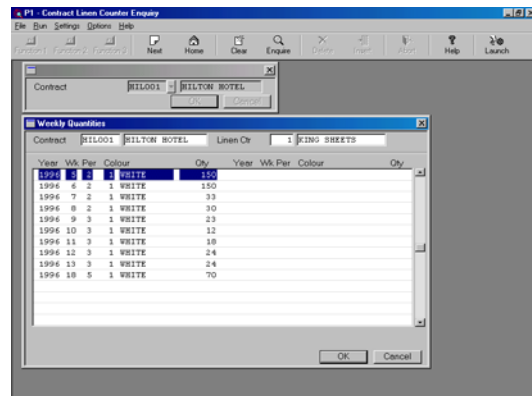 P1 - Contract Linen Counter Enquiry
File Run Settings Options Help
Function 1 Function 2 Function 3 Next Home Clear Enquire Delete Insert Abort Help Launch
Contract HIL001 HILTON HOTEL
OK Cancel
Weekly Quantities
Contract HIL001 HILTON HOTEL Linen Ctr 1 KING SHEETS
Year Wk Per Colour Qty Year Wk Per Colour Qty
1996 5 2 1 WHITE 150
1996 6 2 1 WHITE 150
1996 7 2 1 WHITE 33
1996 8 2 1 WHITE 30
1996 9 3 1 WHITE 23
1996 10 3 1 WHITE 12
1996 11 3 1 WHITE 18
1996 12 3 1 WHITE 24
1996 13 3 1 WHITE 24
1996 18 5 1 WHITE 70
OK Cancel